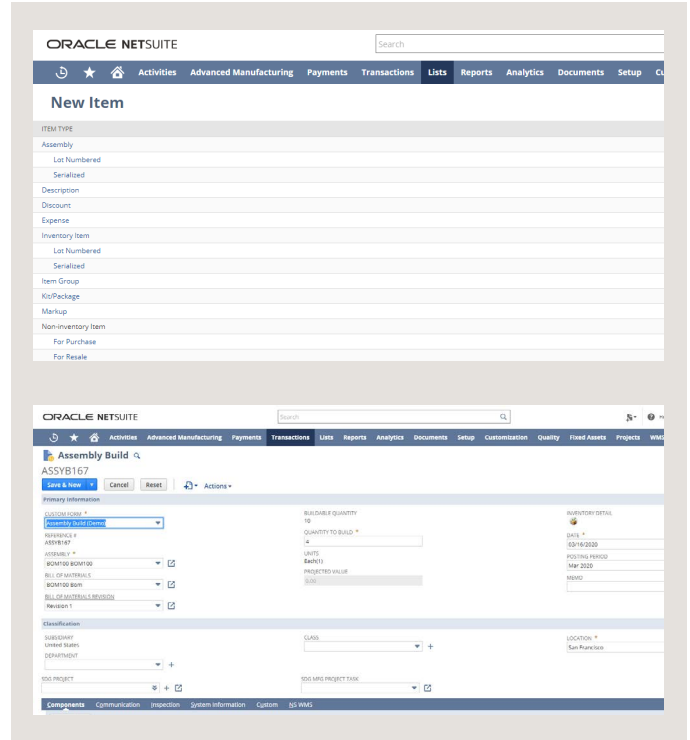 ORACLE NETSUITE Search
Activities Advanced Manufacturing Payments Transactions Lists Reports Analytics Documents Setup
New Item
ITEM TYPE
Assembly
Lot Numbered
Serialized
Description
Discount
Expense
Inventory Item
Lot Numbered
Serialized
Item Group
Kit/Package
Markup
Non-inventory Item
For Purchase
For Resale
ORACLE NETSUITE Search
Activities Advanced Manufacturing Payments Transactions Lists Reports Analytics Documents Setup Customization Quality Fixed Assets Projects WMS
Assembly Build
ASSYB167
Save & New Cancel Reset Actions
Primary Information
CUSTOM FORM * BUILDABLE QUANTITY INVENTORY DETAIL
Assembly Build (Demo) 10
REFERENCE # QUANTITY TO BUILD * DATE *
ASSYB167 4 03/16/2020
ASSEMBLY * UNITS POSTING PERIOD
BOM100 BOM100 Each(1) Mar 2020
BILL OF MATERIALS PROJECTED VALUE MEMO
BOM100 Bom 0.00
BILL OF MATERIALS REVISION
Revision 1
Classification
SUBSIDIARY CLASS LOCATION *
United States San Francisco
DEPARTMENT
SDG PROJECT SDG MFG PROJECT TASK
Components Communication Inspection System Information Custom NS WMS